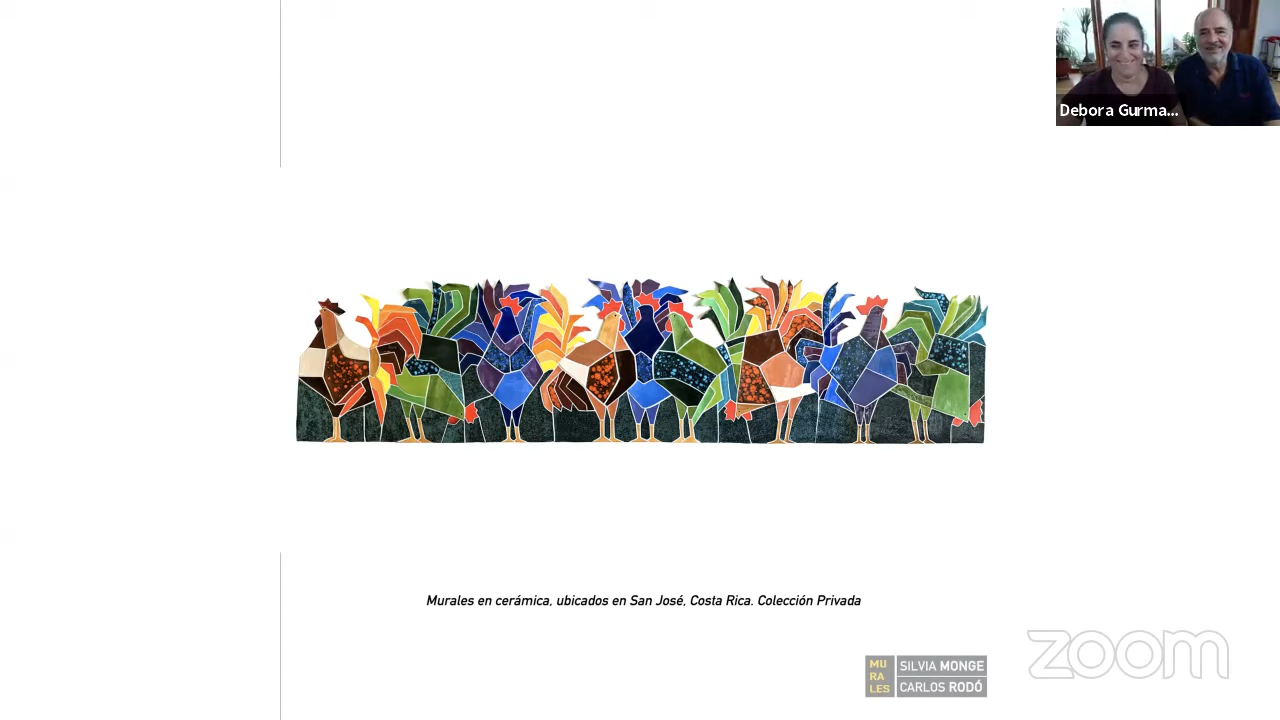 Debora Gurma...
Murales en cerámica, ubicados en San José, Costa Rica. Colección Privada
MU
RA
LES
SILVIA MONGE
CARLOS RODÓ
zoom